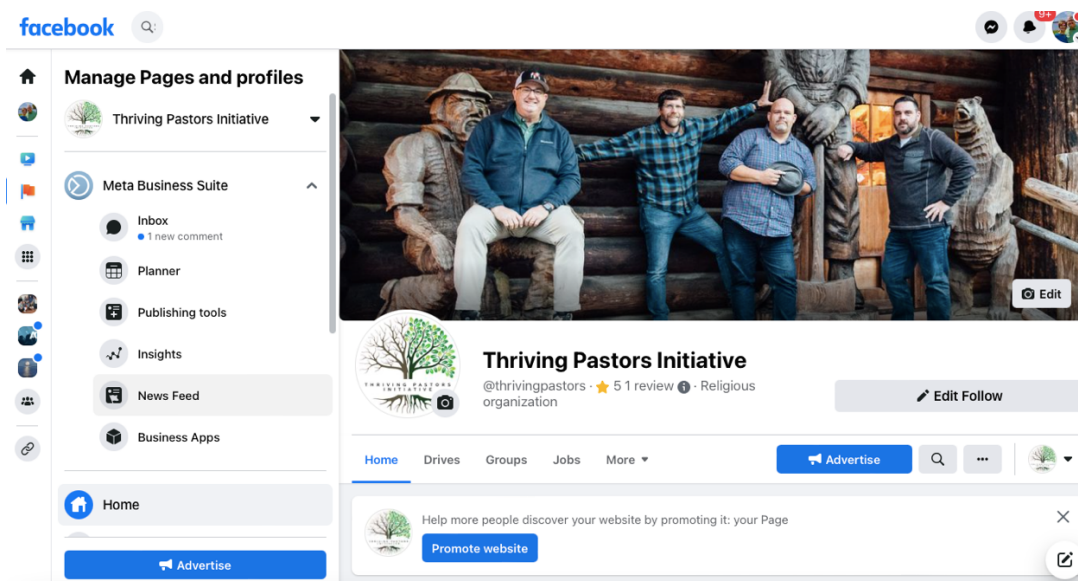 facebook
9+
Manage Pages and profiles
Thriving Pastors Initiative
Meta Business Suite
Inbox
1 new comment
Planner
Publishing tools
Insights
News Feed
Business Apps
Home
Advertise
Edit
THRIVING PASTORS
INITIATIVE
Thriving Pastors Initiative
@thrivingpastors · 5 1 review · Religious
organization
Edit Follow
Home Drives Groups Jobs More
Advertise
Help more people discover your website by promoting it: your Page
Promote website